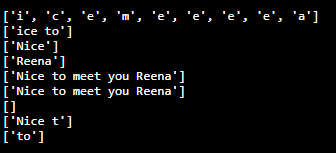 ['i', 'c', 'e', 'm', 'e', 'e', 'e', 'e', 'a']
['ice to']
['Nice']
['Reena']
['Nice to meet you Reena']
['Nice to meet you Reena']
[]
['Nice t']
['to']